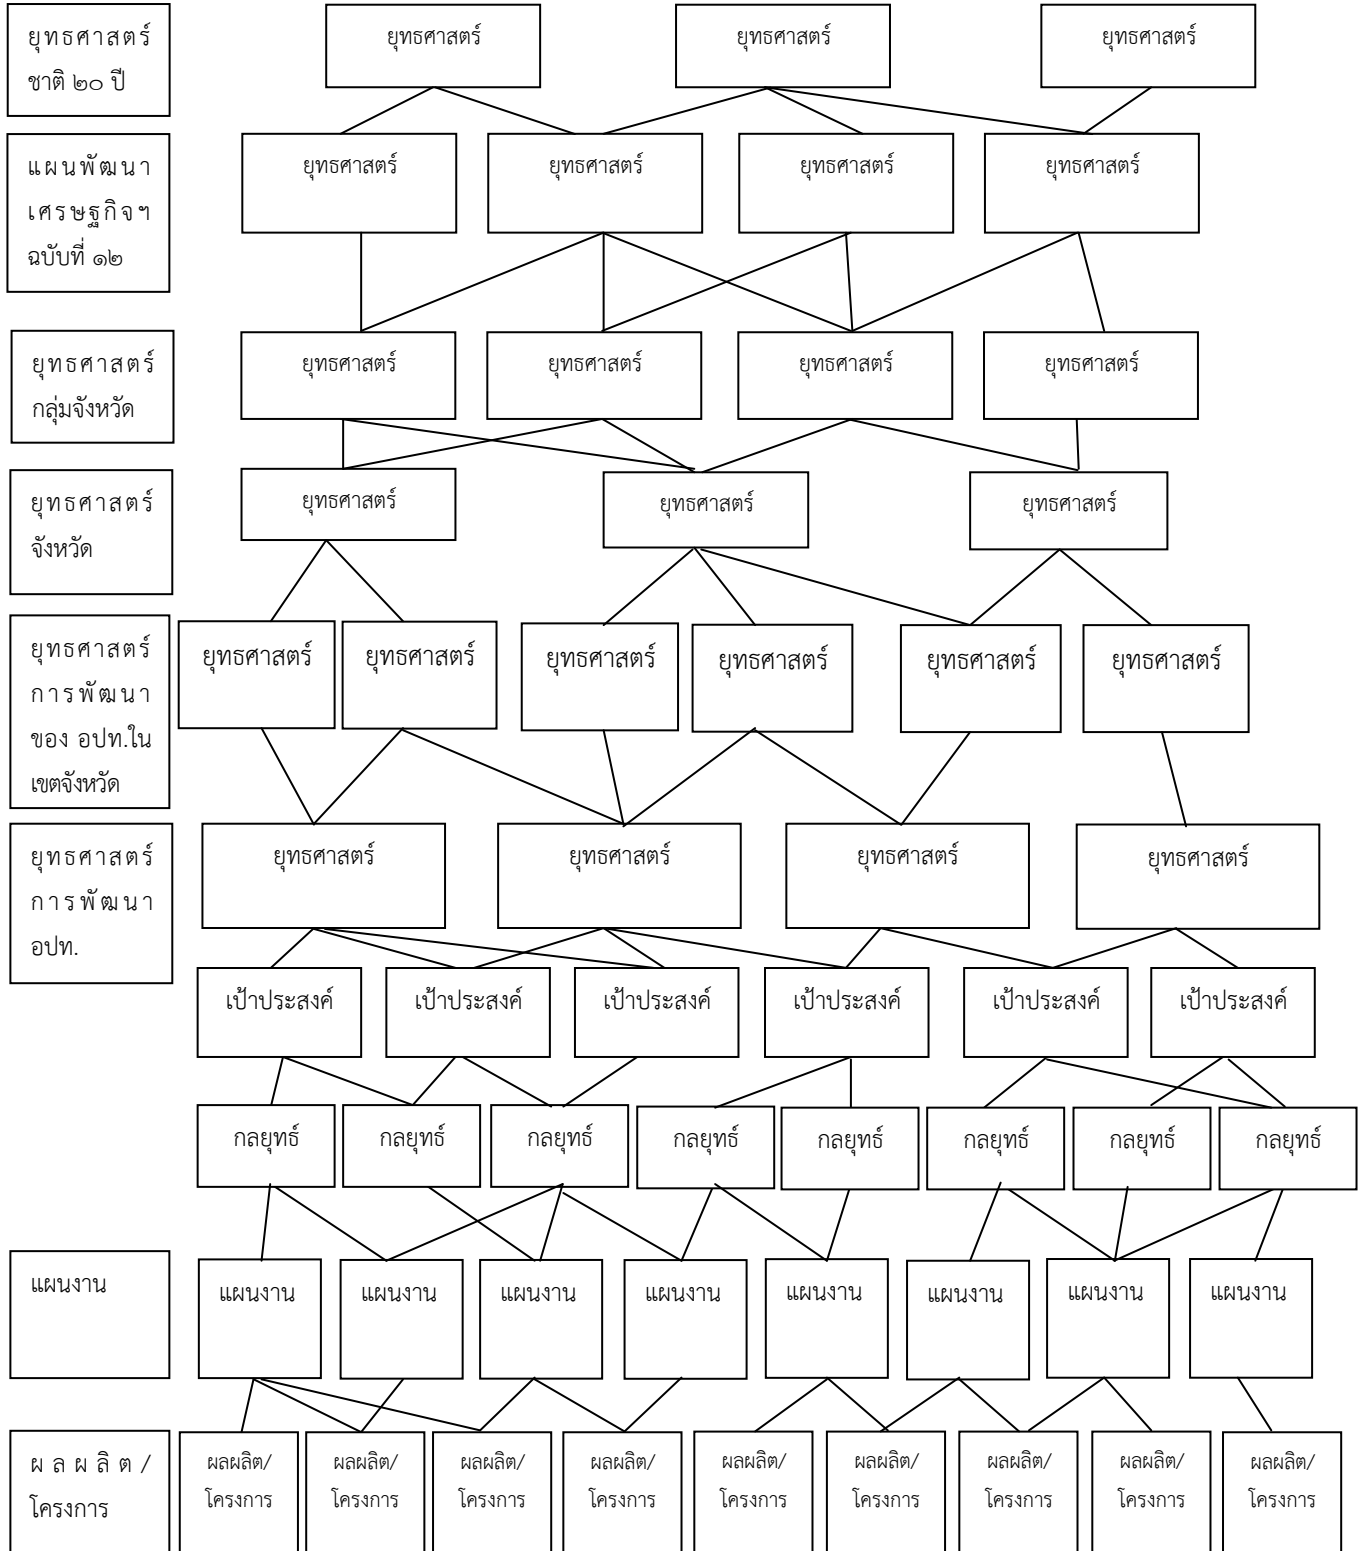 ยุทธศาสตร์
ชาติ ๒๐ ปี
ยุทธศาสตร์
ยุทธศาสตร์
ยุทธศาสตร์
แผนพัฒนา
เศรษฐกิจฯ
ฉบับที่ ๑๒
ยุทธศาสตร์
ยุทธศาสตร์
ยุทธศาสตร์
ยุทธศาสตร์
ยุทธศาสตร์
กลุ่มจังหวัด
ยุทธศาสตร์
ยุทธศาสตร์
ยุทธศาสตร์
ยุทธศาสตร์
ยุทธศาสตร์
จังหวัด
ยุทธศาสตร์
ยุทธศาสตร์
ยุทธศาสตร์
ยุทธศาสตร์
การพัฒนา
ของ อปท.ใน
เขตจังหวัด
ยุทธศาสตร์
ยุทธศาสตร์
ยุทธศาสตร์
ยุทธศาสตร์
ยุทธศาสตร์
ยุทธศาสตร์
ยุทธศาสตร์
การพัฒนา
อปท.
ยุทธศาสตร์
ยุทธศาสตร์
ยุทธศาสตร์
ยุทธศาสตร์
เป้าประสงค์
เป้าประสงค์
เป้าประสงค์
เป้าประสงค์
เป้าประสงค์
เป้าประสงค์
กลยุทธ์
กลยุทธ์
กลยุทธ์
กลยุทธ์
กลยุทธ์
กลยุทธ์
กลยุทธ์
กลยุทธ์
แผนงาน
แผนงาน
แผนงาน
แผนงาน
แผนงาน
แผนงาน
แผนงาน
แผนงาน
แผนงาน
ผลผลิต/
โครงการ
ผลผลิต/
โครงการ
ผลผลิต/
โครงการ
ผลผลิต/
โครงการ
ผลผลิต/
โครงการ
ผลผลิต/
โครงการ
ผลผลิต/
โครงการ
ผลผลิต/
โครงการ
ผลผลิต/
โครงการ
ผลผลิต/
โครงการ